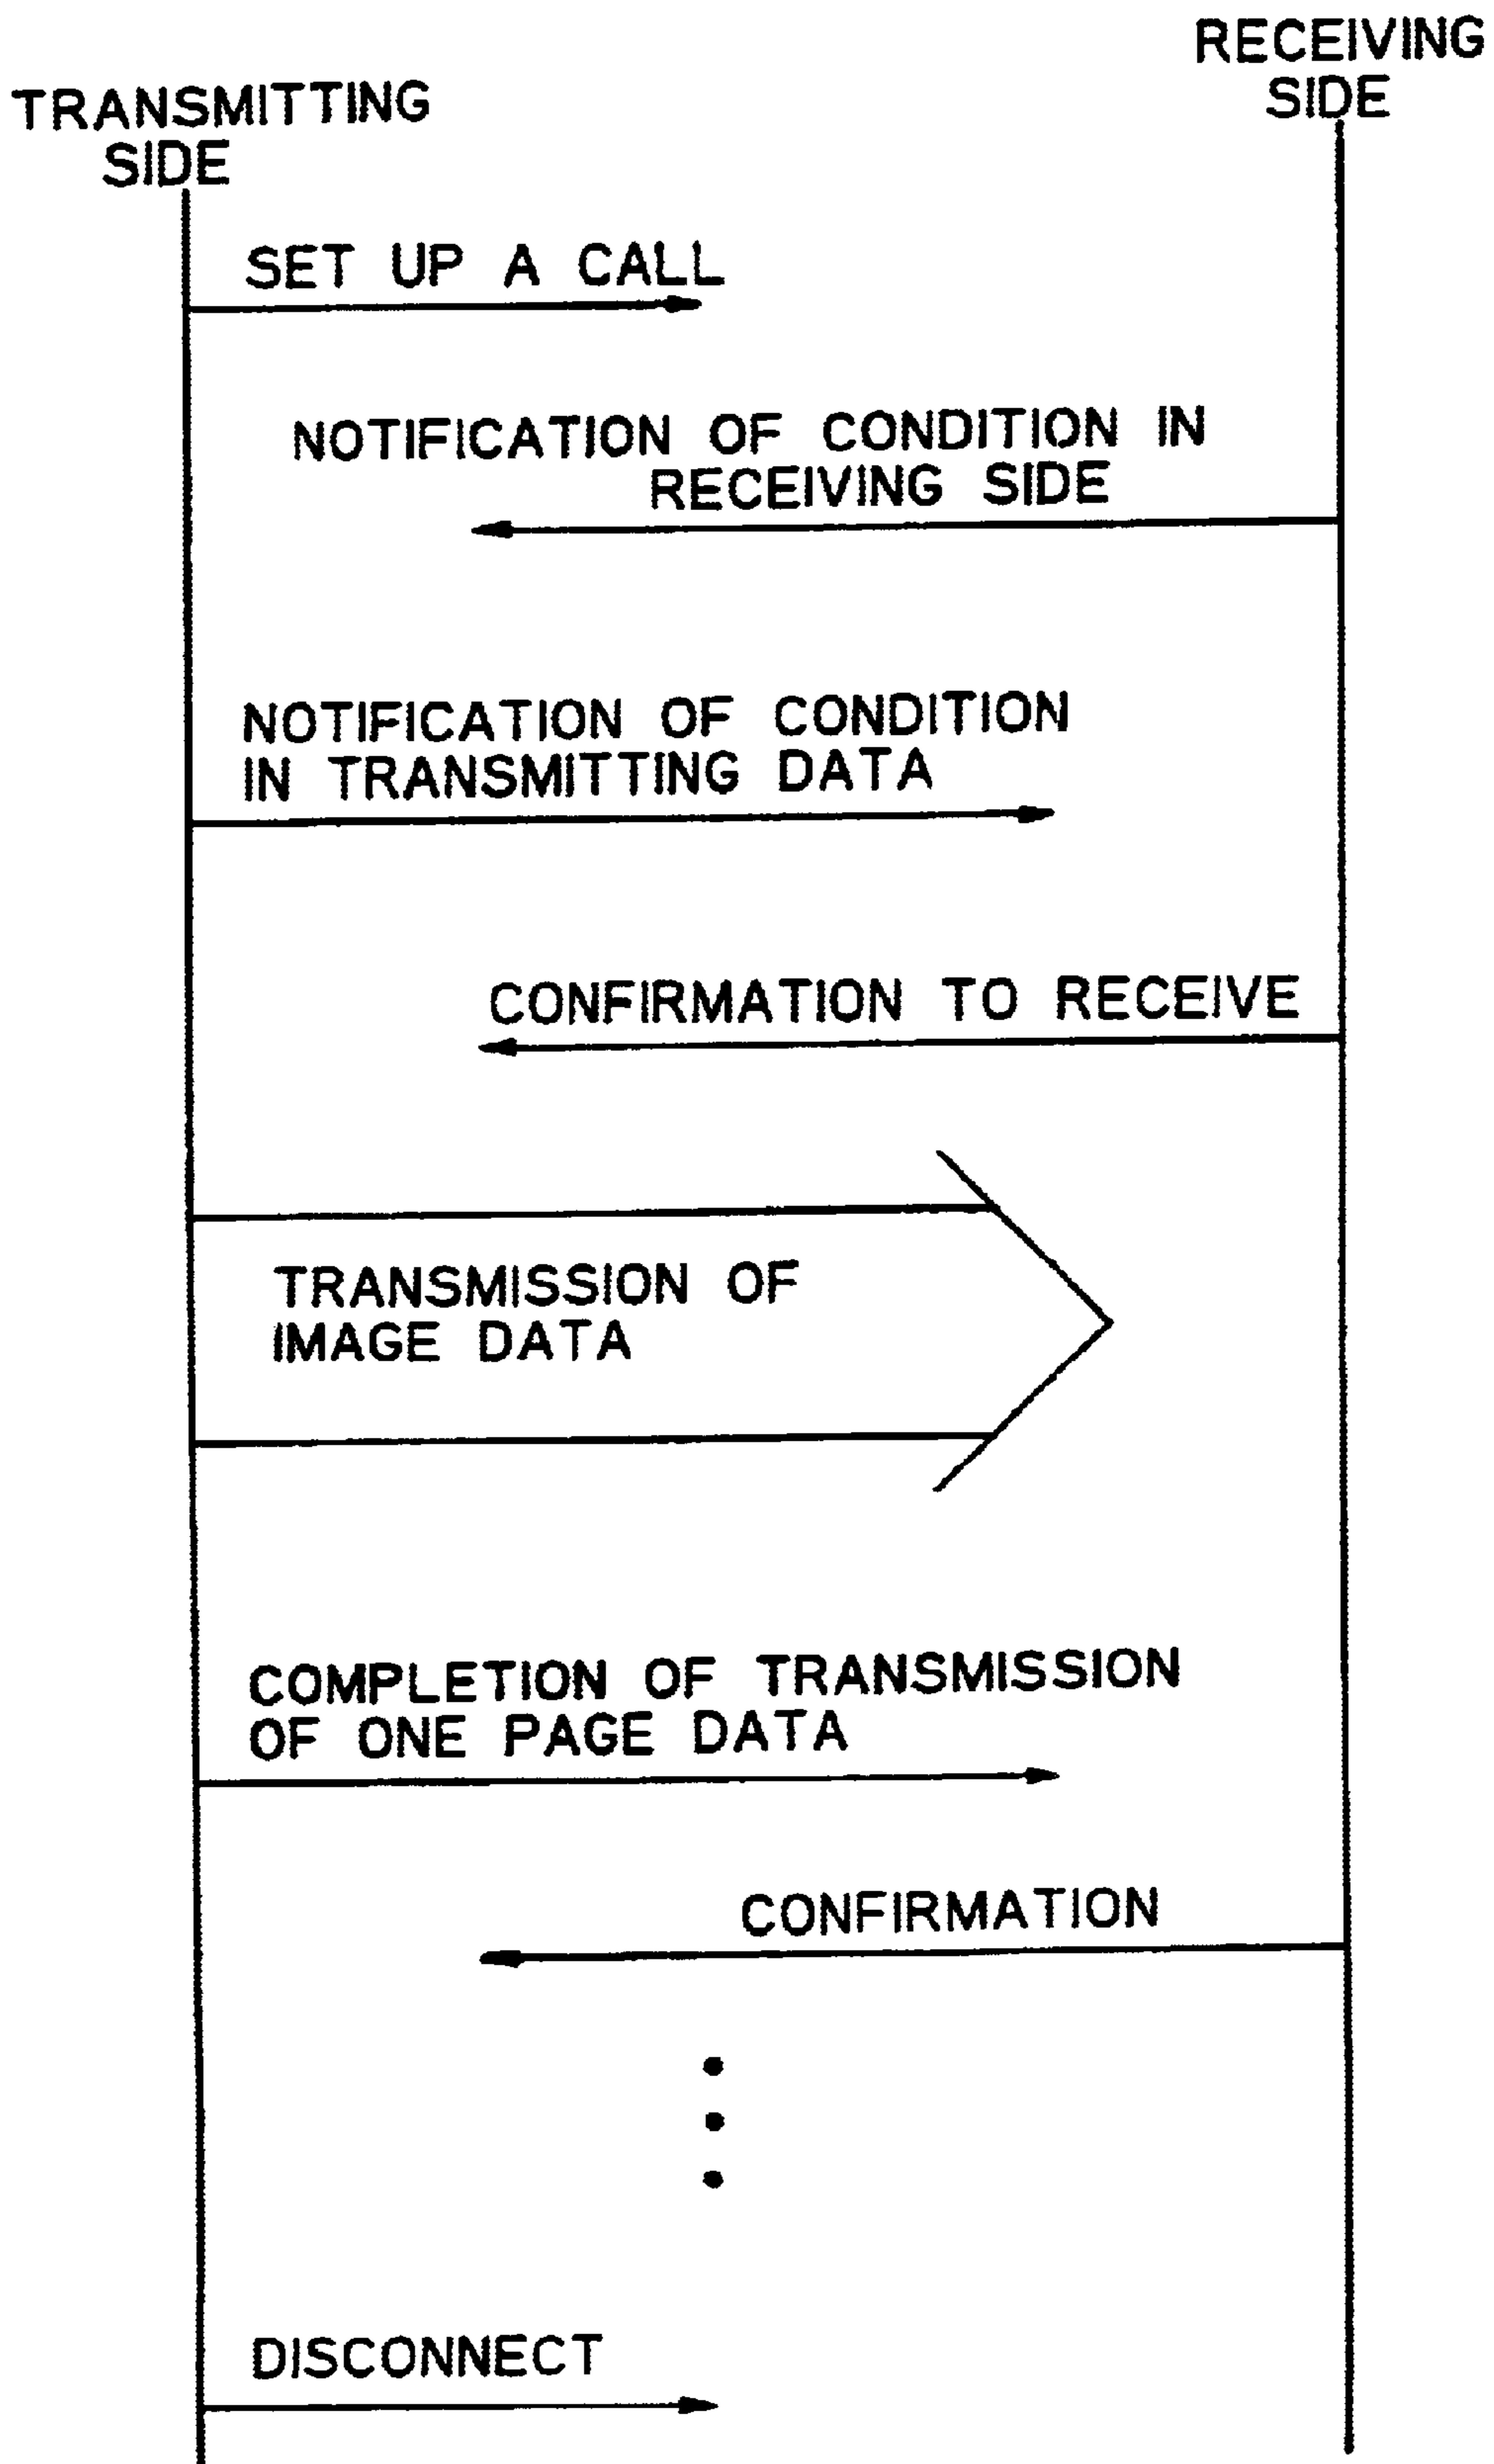 RECEIVING
SIDE
TRANSMITTING
SIDE
SET UP A CALL
NOTIFICATION OF CONDITION IN
RECEIVING SIDE
NOTIFICATION OF CONDITION
IN TRANSMITTING DATA
CONFIRMATION TO RECEIVE
TRANSMISSION OF
IMAGE DATA
COMPLETION OF TRANSMISSION
OF ONE PAGE DATA
CONFIRMATION
DISCONNECT